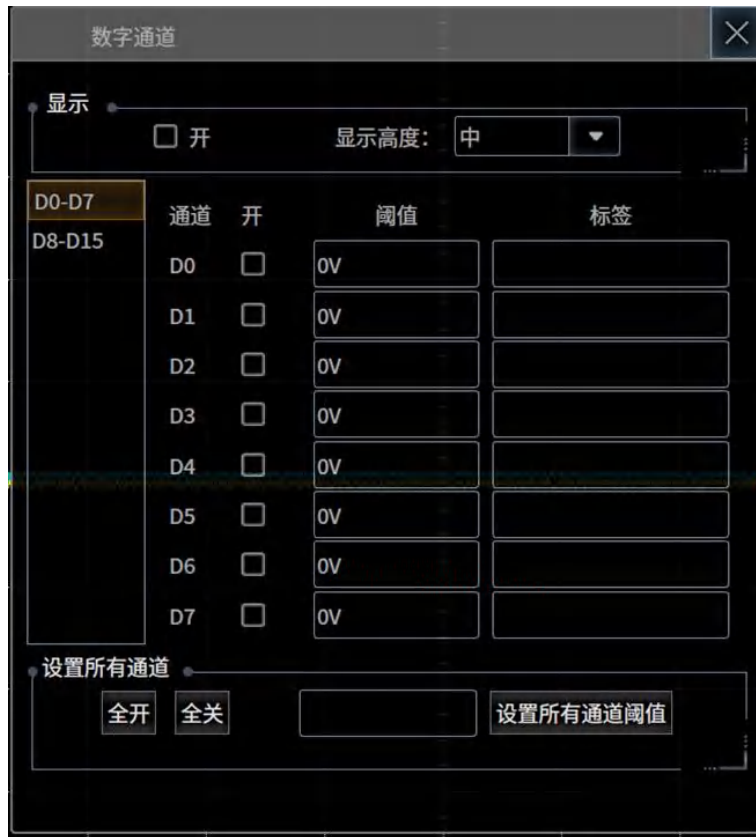 数字通道
显示
开 显示高度： 中
D0-D7
D8-D15
通道 开 阈值 标签
D0 0V
D1 0V
D2 0V
D3 0V
D4 0V
D5 0V
D6 0V
D7 0V
设置所有通道
全开 全关 设置所有通道阈值